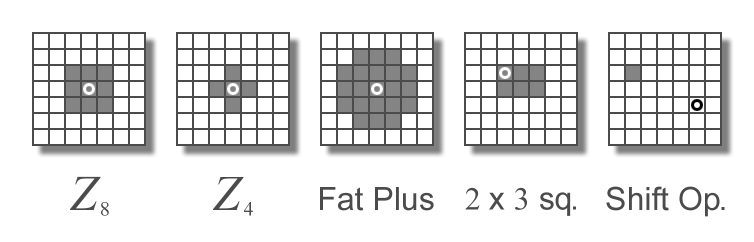 Z₈ Z₄ Fat Plus 2 x 3 sq. Shift Op.